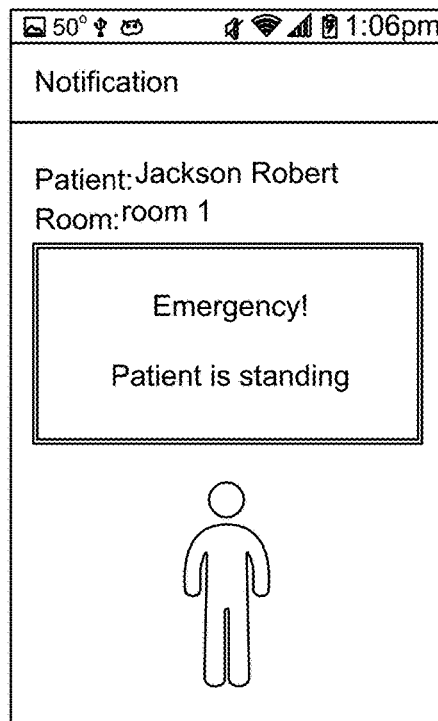 50° 1:06pm
Notification
Patient: Jackson Robert
Room: room 1
Emergency!
Patient is standing